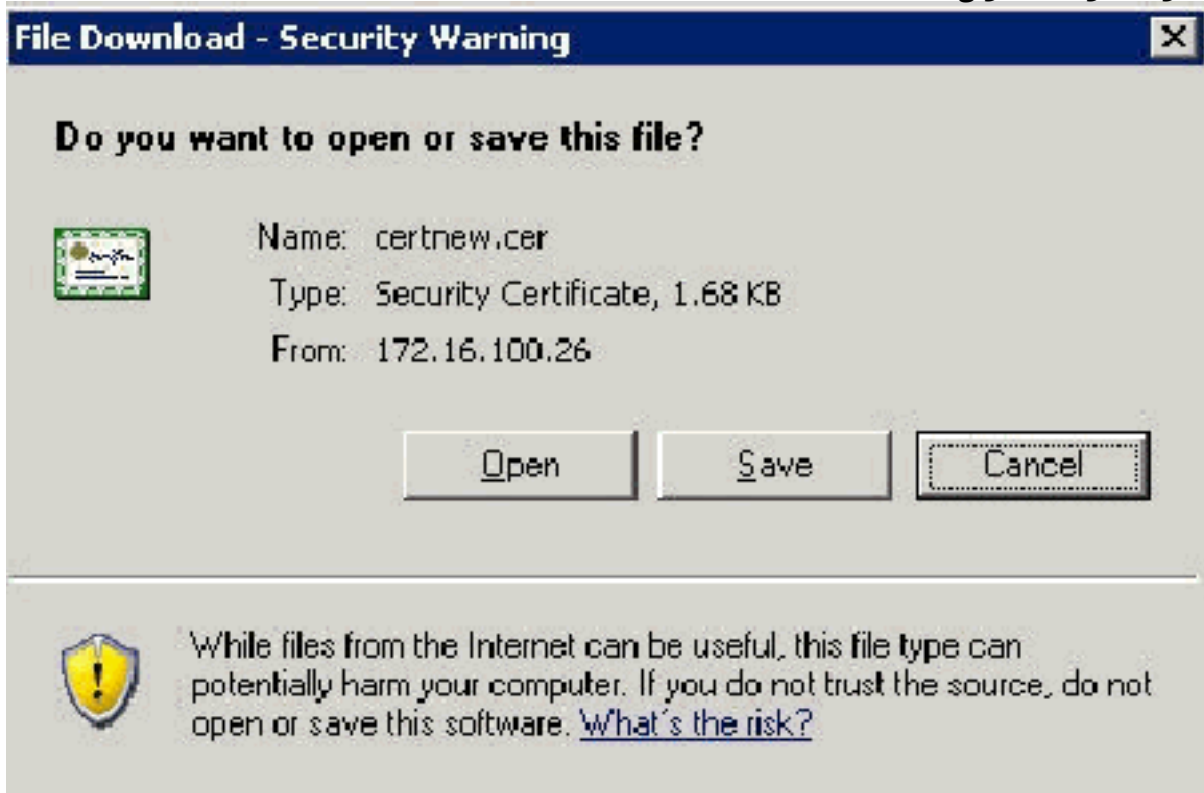 File Download - Security Warning
Do you want to open or save this file?
Name: certnew.cer
Type: Security Certificate, 1.68 KB
From: 172.16.100.26
Open Save Cancel
While files from the Internet can be useful, this file type can
potentially harm your computer. If you do not trust the source, do not
open or save this software. What's the risk?